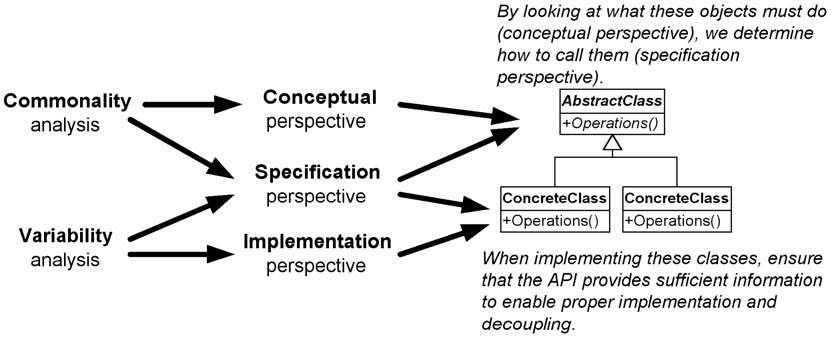 By looking at what these objects must do
(conceptual perspective), we determine
how to call them (specification
perspective).
Commonality
analysis
Conceptual
perspective
AbstractClass
+Operations()
Specification
perspective
ConcreteClass
+Operations()
ConcreteClass
+Operations()
Variability
analysis
Implementation
perspective
When implementing these classes, ensure
that the API provides sufficient information
to enable proper implementation and
decoupling.